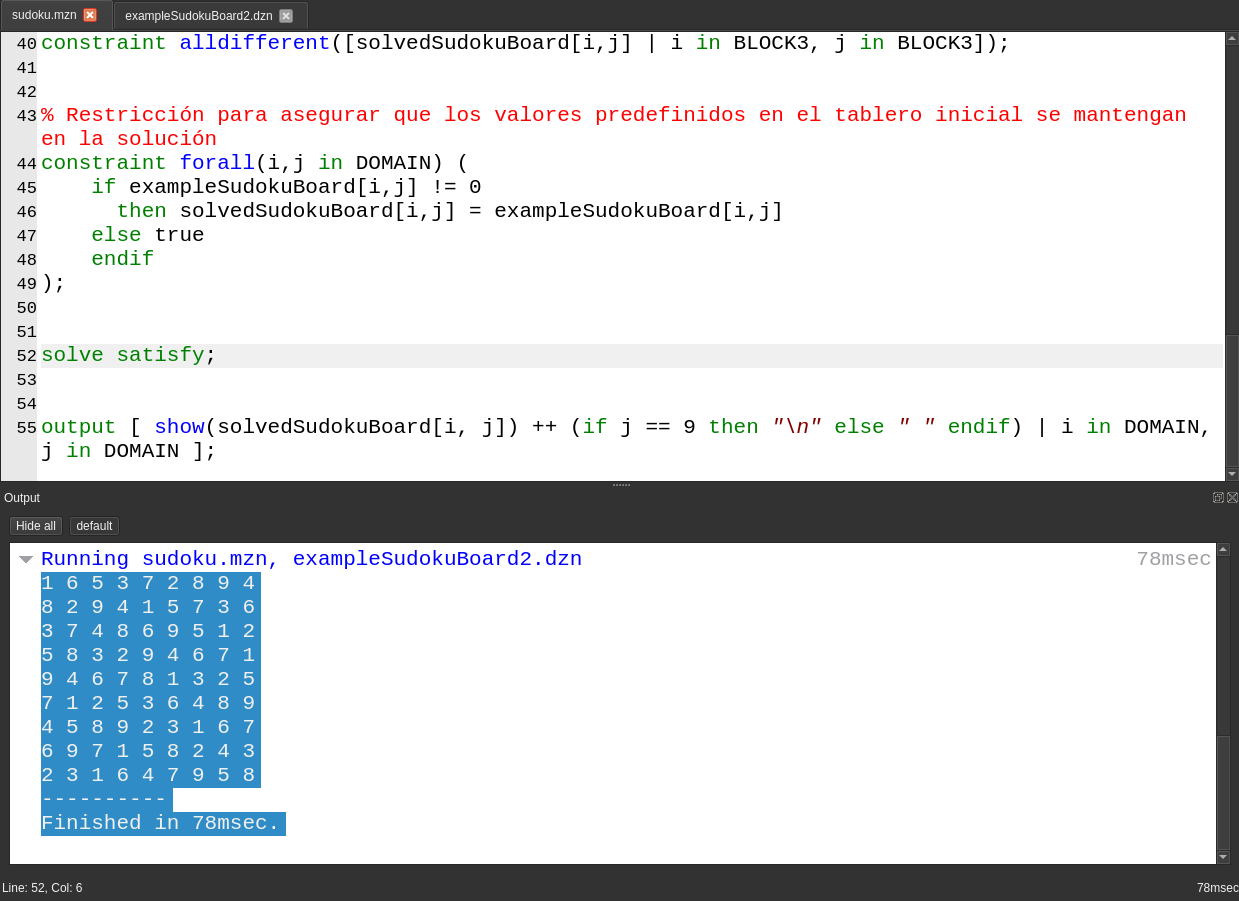 sudoku.mzn exampleSudokuBoard2.dzn
40 constraint alldifferent([solvedSudokuBoard[i,j] | i in BLOCK3, j in BLOCK3]);
41
42
43 % Restricción para asegurar que los valores predefinidos en el tablero inicial se mantengan
en la solución
44 constraint forall(i,j in DOMAIN) (
45     if exampleSudokuBoard[i,j] != 0
46       then solvedSudokuBoard[i,j] = exampleSudokuBoard[i,j]
47     else true
48     endif
49 );
50
51
52 solve satisfy;
53
54
55 output [ show(solvedSudokuBoard[i, j]) ++ (if j == 9 then "\n" else " " endif) | i in DOMAIN,
j in DOMAIN ];
Output
Hide all default
Running sudoku.mzn, exampleSudokuBoard2.dzn 78msec
1 6 5 3 7 2 8 9 4
8 2 9 4 1 5 7 3 6
3 7 4 8 6 9 5 1 2
5 8 3 2 9 4 6 7 1
9 4 6 7 8 1 3 2 5
7 1 2 5 3 6 4 8 9
4 5 8 9 2 3 1 6 7
6 9 7 1 5 8 2 4 3
2 3 1 6 4 7 9 5 8
----------
Finished in 78msec.
Line: 52, Col: 6 78msec